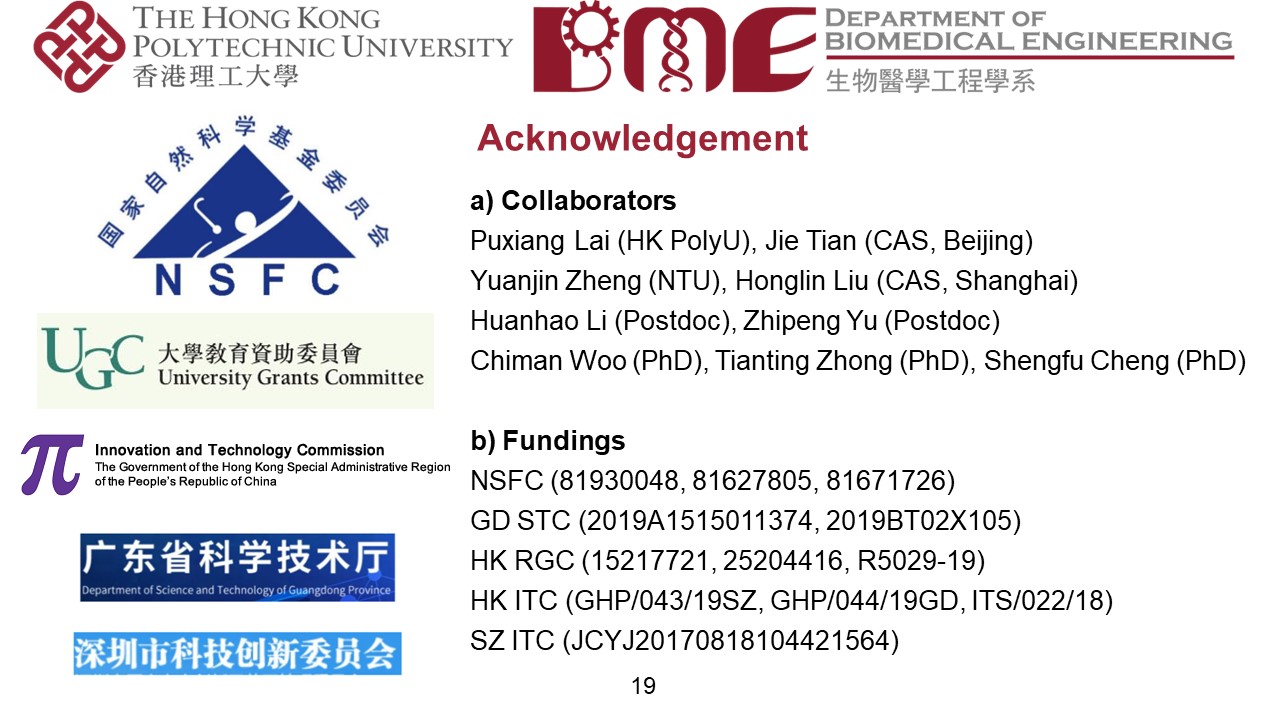 THE HONG KONG
POLYTECHNIC UNIVERSITY
香港理工大學
BME
DEPARTMENT OF
BIOMEDICAL ENGINEERING
生物醫學工程學系
国家自然科学基金委员会
NSFC
UGC
大學教育資助委員會
University Grants Committee
Innovation and Technology Commission
The Government of the Hong Kong Special Administrative Region
of the People's Republic of China
广东省科学技术厅
Department of Science and Technology of Guangdong Province
深圳市科技创新委员会
Acknowledgement
a) Collaborators
Puxiang Lai (HK PolyU), Jie Tian (CAS, Beijing)
Yuanjin Zheng (NTU), Honglin Liu (CAS, Shanghai)
Huanhao Li (Postdoc), Zhipeng Yu (Postdoc)
Chiman Woo (PhD), Tianting Zhong (PhD), Shengfu Cheng (PhD)
b) Fundings
NSFC (81930048, 81627805, 81671726)
GD STC (2019A1515011374, 2019BT02X105)
HK RGC (15217721, 25204416, R5029-19)
HK ITC (GHP/043/19SZ, GHP/044/19GD, ITS/022/18)
SZ ITC (JCYJ20170818104421564)
19